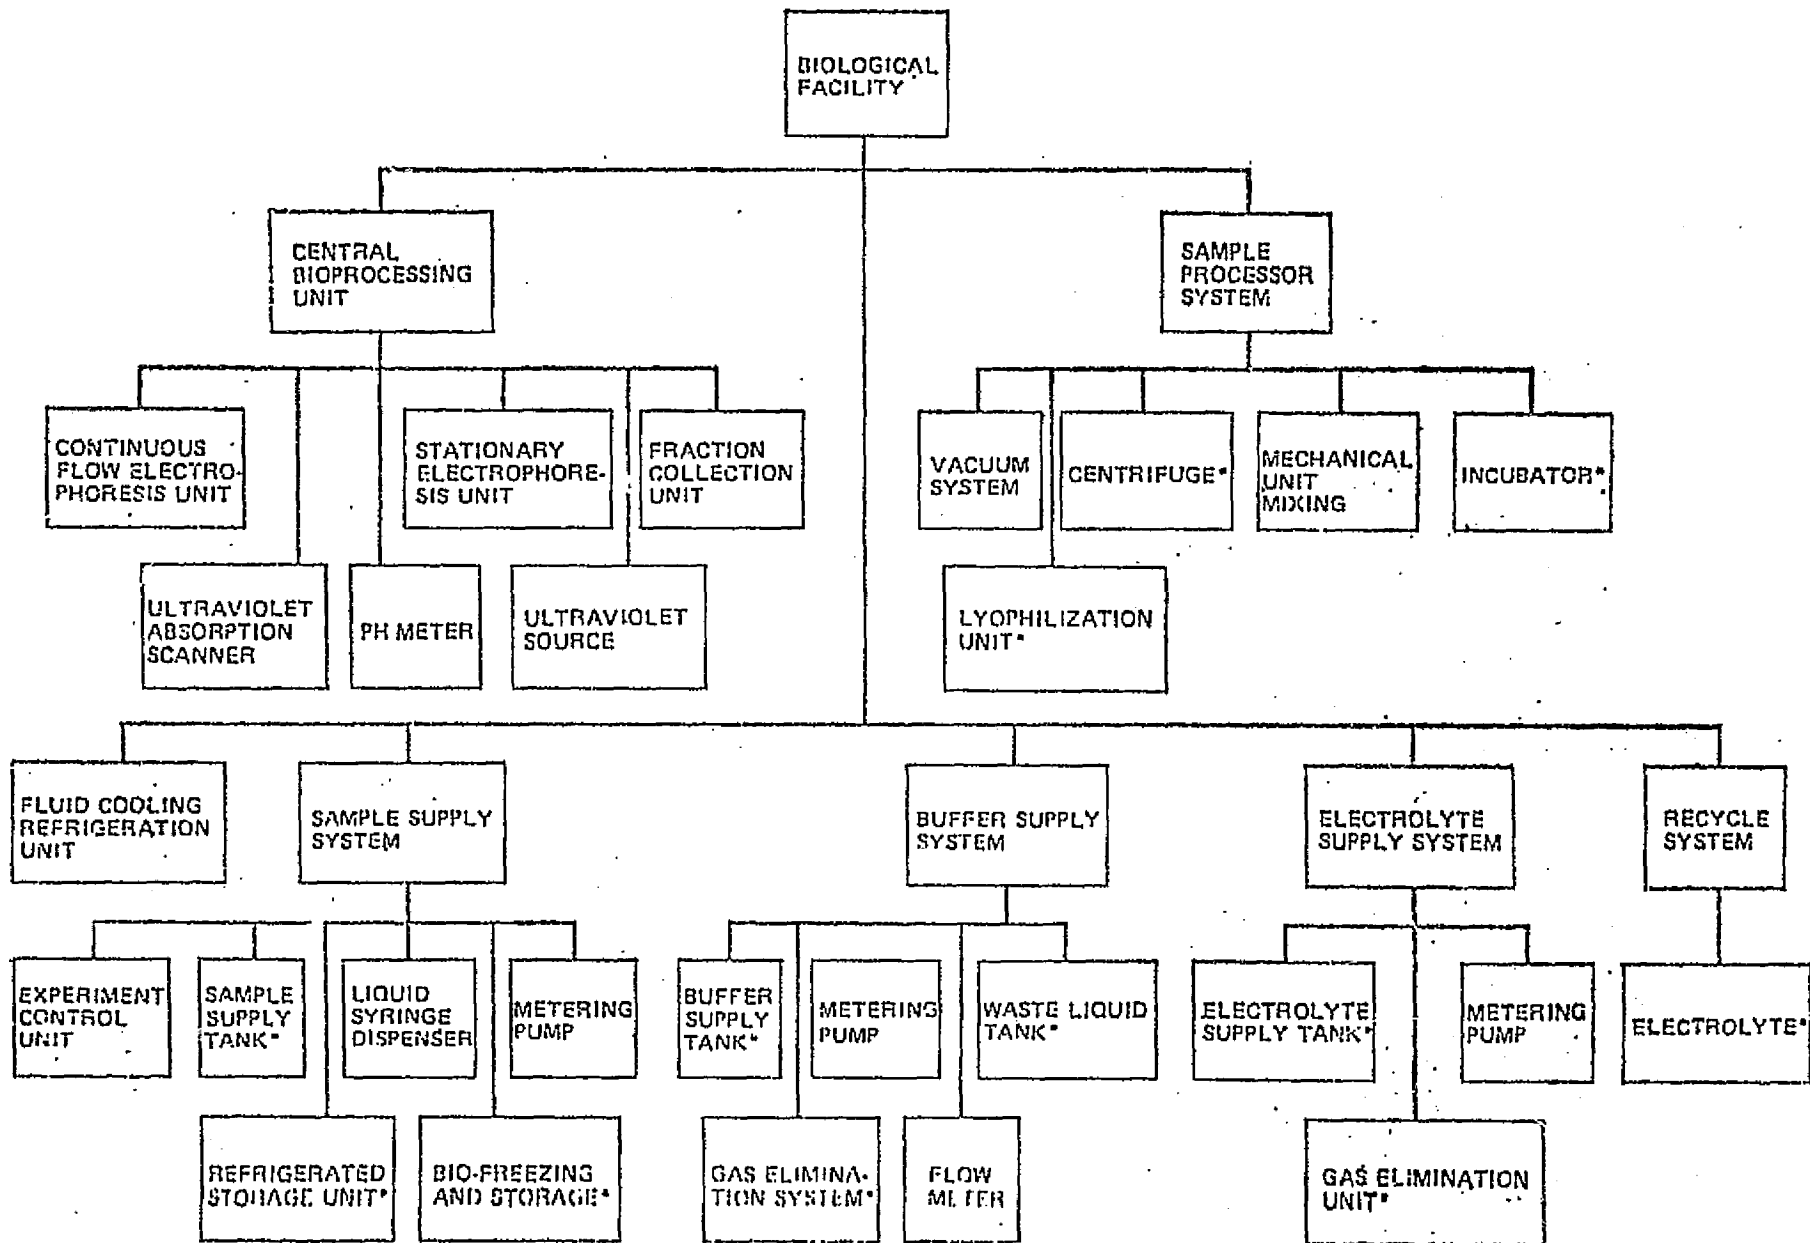 BIOLOGICAL
FACILITY
CENTRAL
BIOPROCESSING
UNIT
SAMPLE
PROCESSOR
SYSTEM
CONTINUOUS
FLOW ELECTRO-
PHORESIS UNIT
STATIONARY
ELECTROPHORE-
SIS UNIT
FRACTION
COLLECTION
UNIT
VACUUM
SYSTEM
CENTRIFUGE*
MECHANICAL
UNIT
MIXING
INCUBATOR*
ULTRAVIOLET
ABSORPTION
SCANNER
PH METER
ULTRAVIOLET
SOURCE
LYOPHILIZATION
UNIT*
FLUID COOLING
REFRIGERATION
UNIT
SAMPLE SUPPLY
SYSTEM
BUFFER SUPPLY
SYSTEM
ELECTROLYTE
SUPPLY SYSTEM
RECYCLE
SYSTEM
EXPERIMENT
CONTROL
UNIT
SAMPLE
SUPPLY
TANK*
LIQUID
SYRINGE
DISPENSER
METERING
PUMP
BUFFER
SUPPLY
TANK*
METERING
PUMP
WASTE LIQUID
TANK*
ELECTROLYTE
SUPPLY TANK*
METERING
PUMP
ELECTROLYTE*
REFRIGERATED
STORAGE UNIT*
BIO-FREEZING
AND STORAGE*
GAS ELIMINA-
TION SYSTEM*
FLOW
METER
GAS ELIMINATION
UNIT*